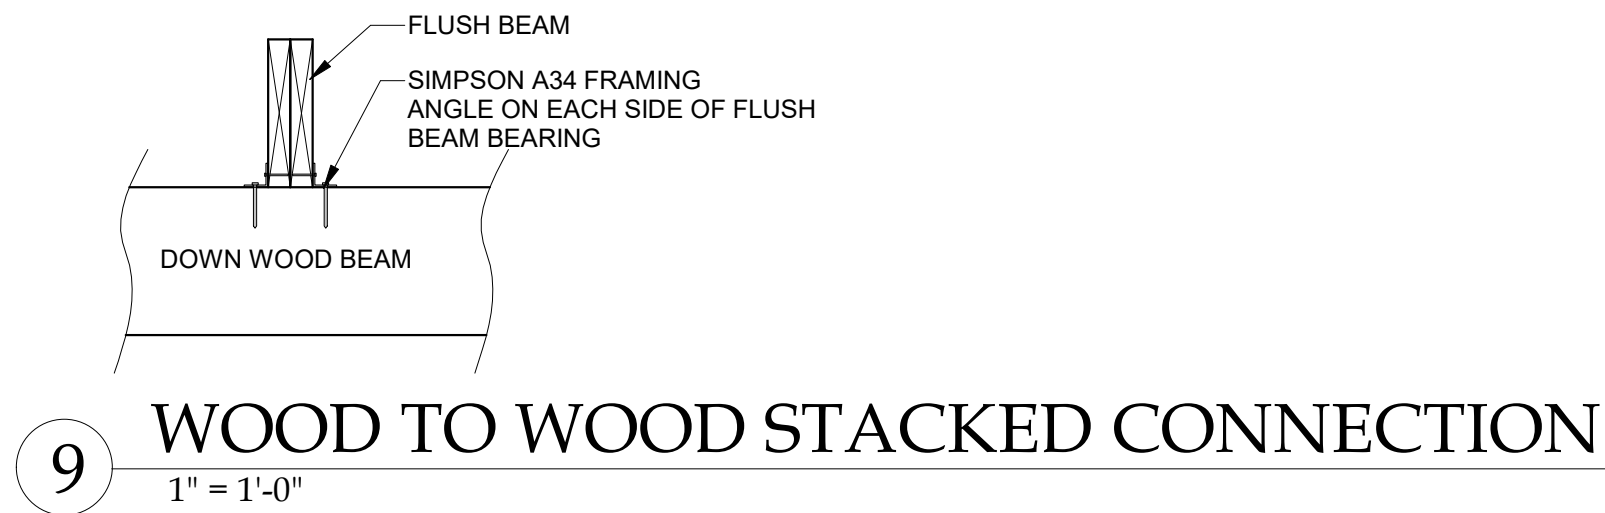 FLUSH BEAM
SIMPSON A34 FRAMING
ANGLE ON EACH SIDE OF FLUSH
BEAM BEARING
DOWN WOOD BEAM
9
WOOD TO WOOD STACKED CONNECTION
1" = 1'-0"